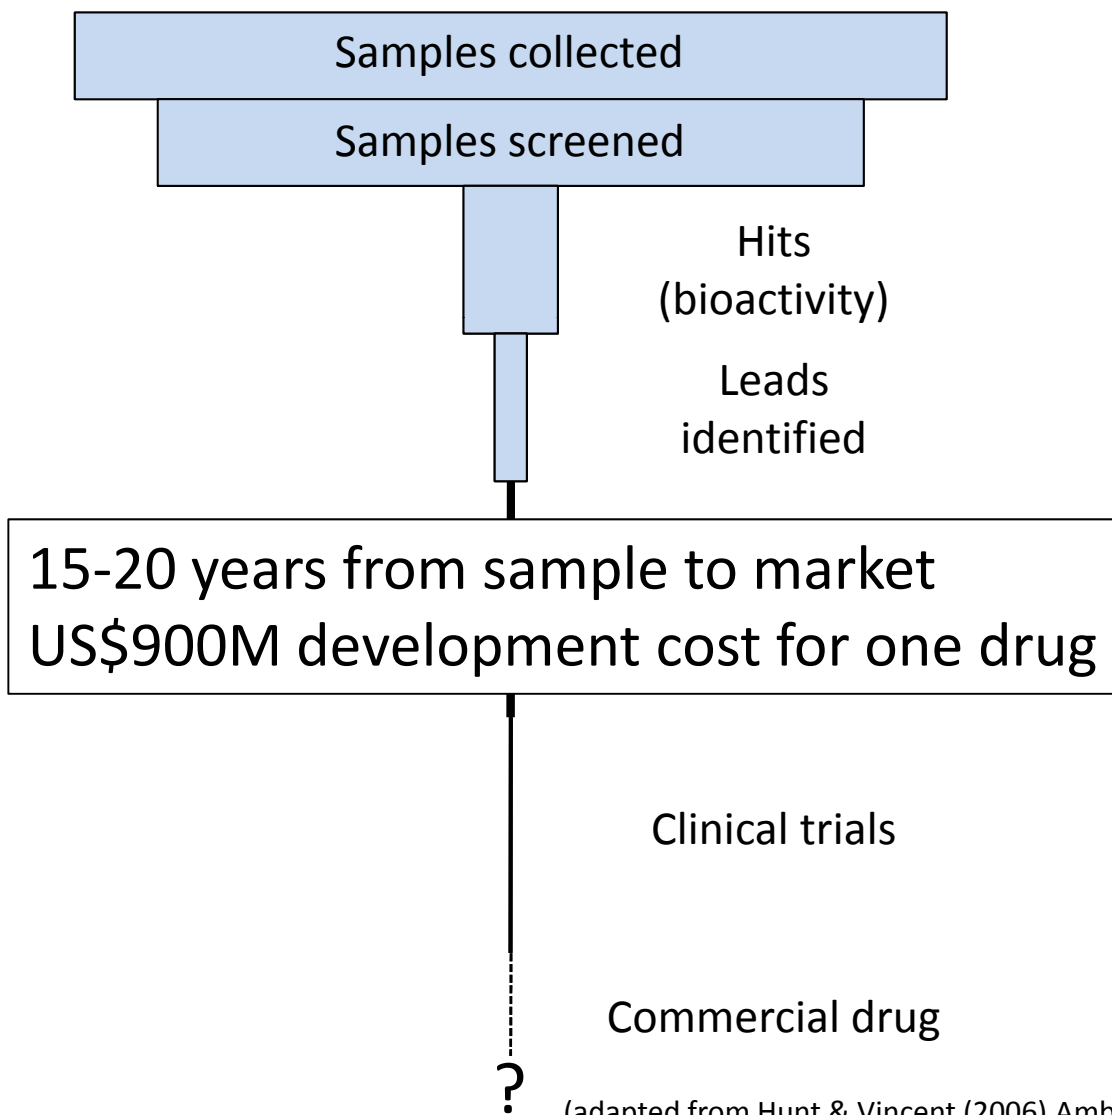 Samples collected
Samples screened
Hits
(bioactivity)
Leads
identified
15-20 years from sample to market
US$900M development cost for one drug
Clinical trials
Commercial drug
?
(adapted from Hunt & Vincent (2006) Amb